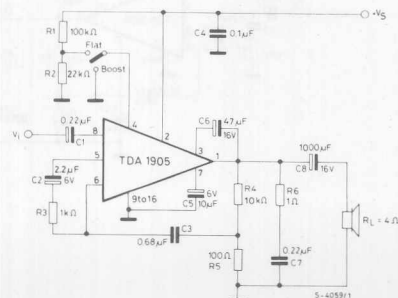 R1
100kΩ
Flat
Boost
R2
22kΩ
C4
0.1µF
-Vs
Vi
0.22µF
C1
8
4
2
C6
47µF
16V
3
1
TDA 1905
5
2.2µF
C2
6V
6
R3
1kΩ
9to16
7
6V
C5
10µF
C3
0.68µF
R4
10kΩ
R6
1Ω
1000µF
C8
16V
RL = 4Ω
100Ω
R5
0.22µF
C7
S-4059/1